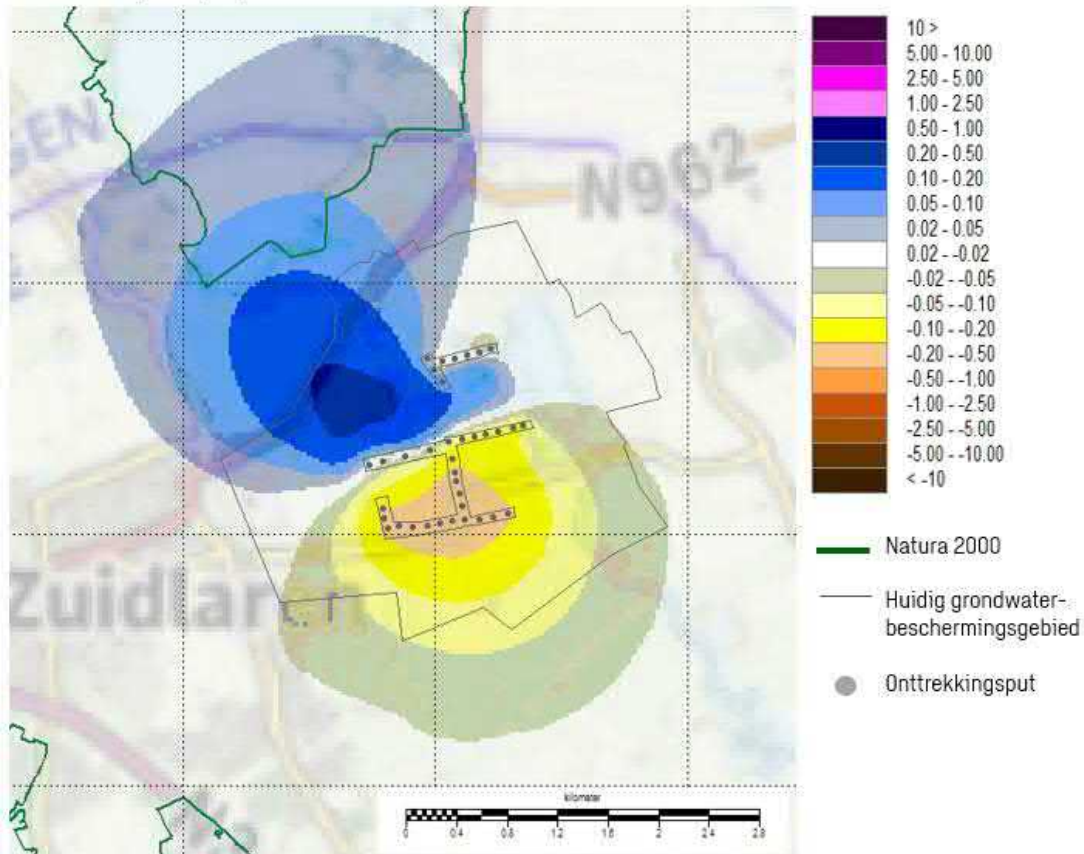 10 >
5.00 - 10.00
2.50 - 5.00
1.00 - 2.50
0.50 - 1.00
0.20 - 0.50
0.10 - 0.20
0.05 - 0.10
0.02 - 0.05
0.02 - -0.02
-0.02 - -0.05
-0.05 - -0.10
-0.10 - -0.20
-0.20 - -0.50
-0.50 - -1.00
-1.00 - -2.50
-2.50 - -5.00
-5.00 - -10.00
< -10
Natura 2000
Huidig grondwater-
beschermingsgebied
Onttrekkingsput
N962
kilometer
0 0.4 0.8 1.2 1.6 2 2.4 2.8